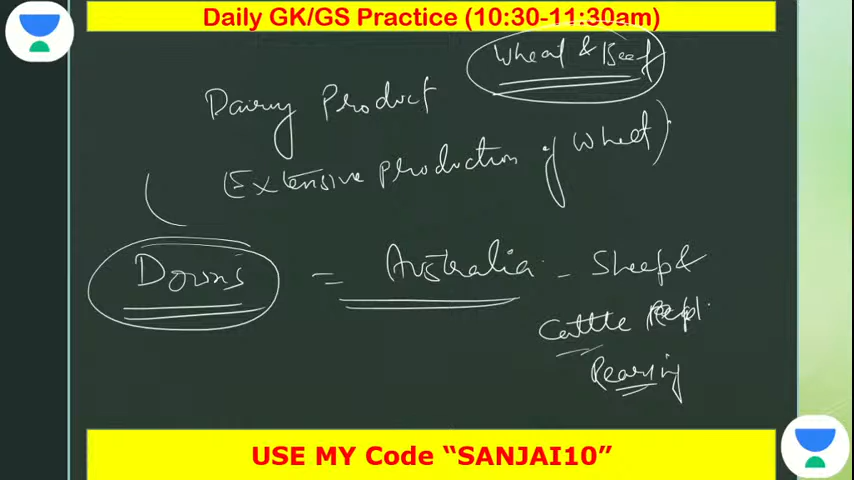 Daily GK/GS Practice (10:30-11:30am)
Wheat & Beef
Dairy Product
(Extensive production of Wheat)
Downs = Australia - Sheep &
Cattle
Rearing
USE MY Code “SANJAI10”